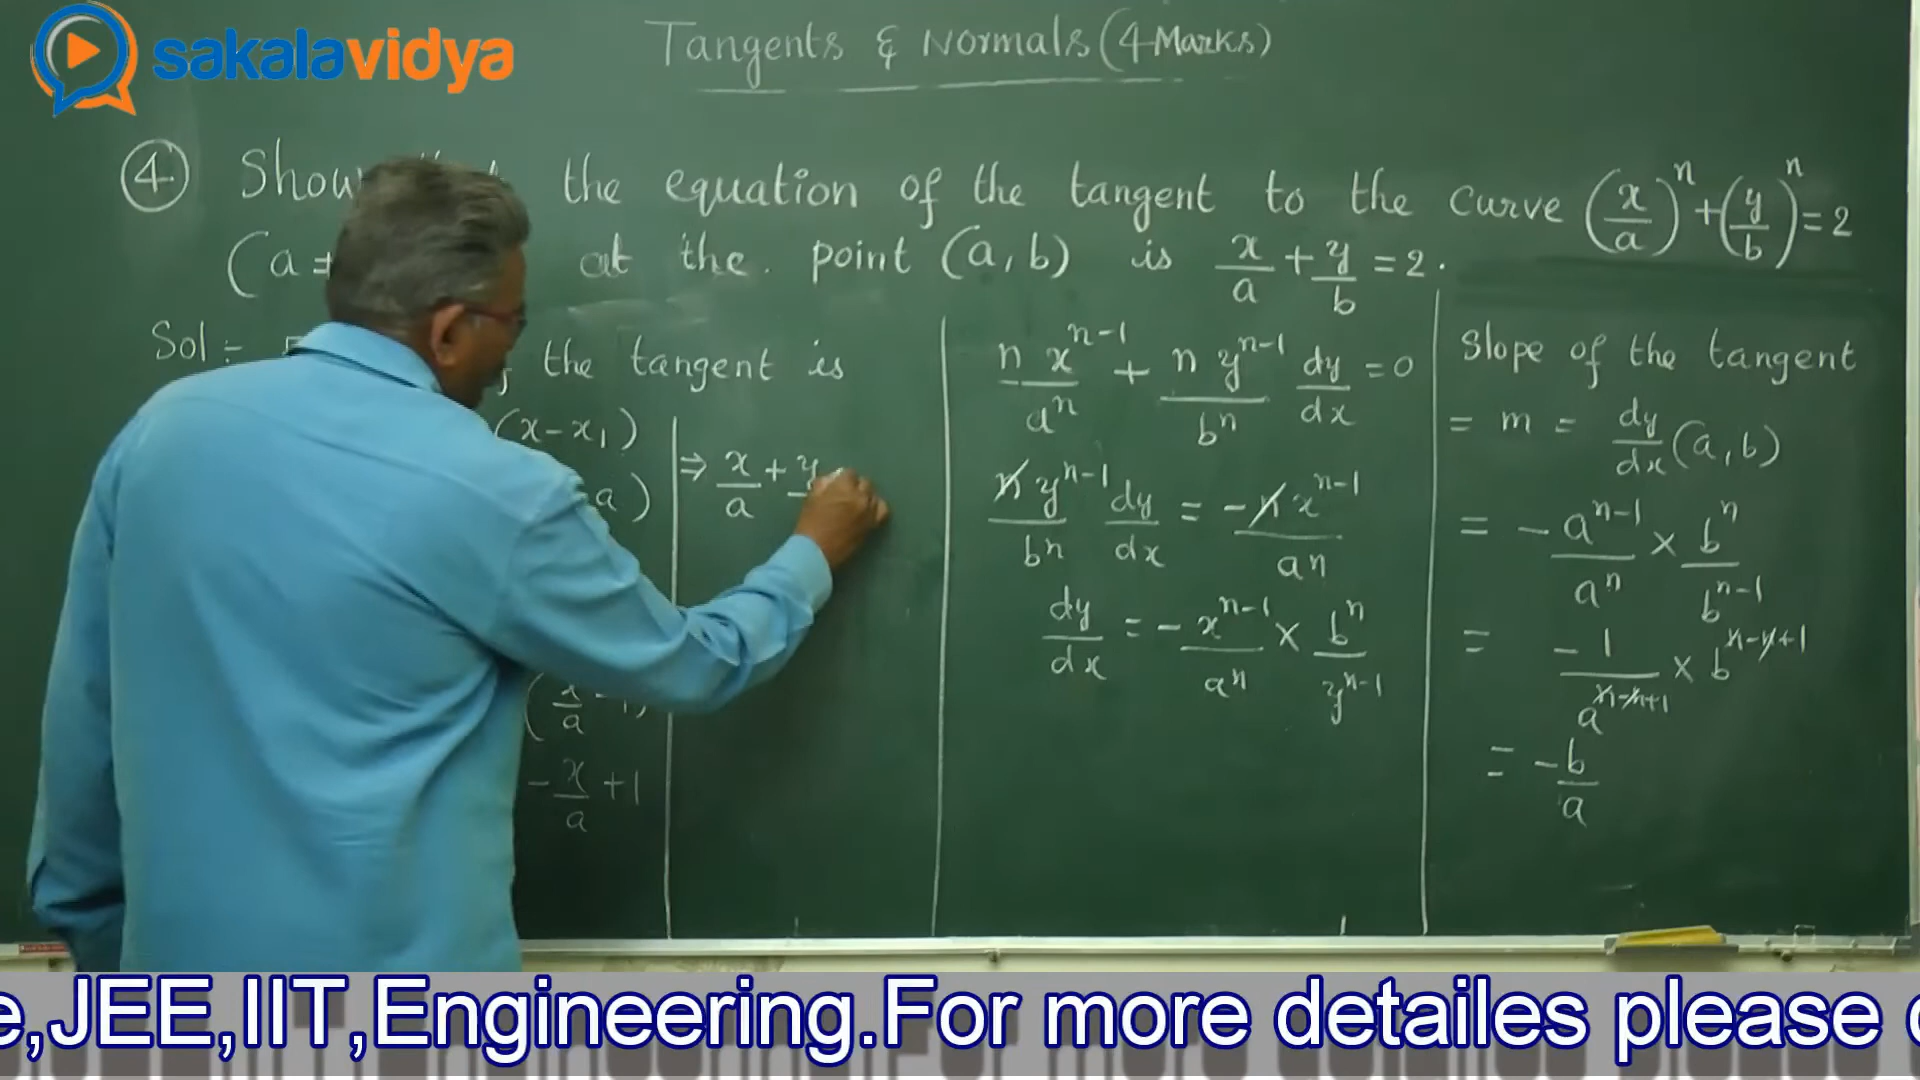 sakalavidya
Tangents & Normals (4 Marks)
④ Show the equation of the tangent to the curve (x/a)^n + (y/b)^n = 2
(a ≠ at the point (a, b) is x/a + y/b = 2.
Sol:- the tangent is
(x - x₁)
a)
(x/a - 1)
- x/a + 1
⇒ x/a + y
n x^(n-1)/a^n + n y^(n-1)/b^n dy/dx = 0
n y^(n-1)/b^n dy/dx = - n x^(n-1)/a^n
dy/dx = - x^(n-1)/a^n × b^n/y^(n-1)
Slope of the tangent
= m = dy/dx (a, b)
= - a^(n-1)/a^n × b^n/b^(n-1)
= -1/a^(n-n+1) × b^(n-n+1)
= -b/a
e,JEE,IIT,Engineering.For more detailes please